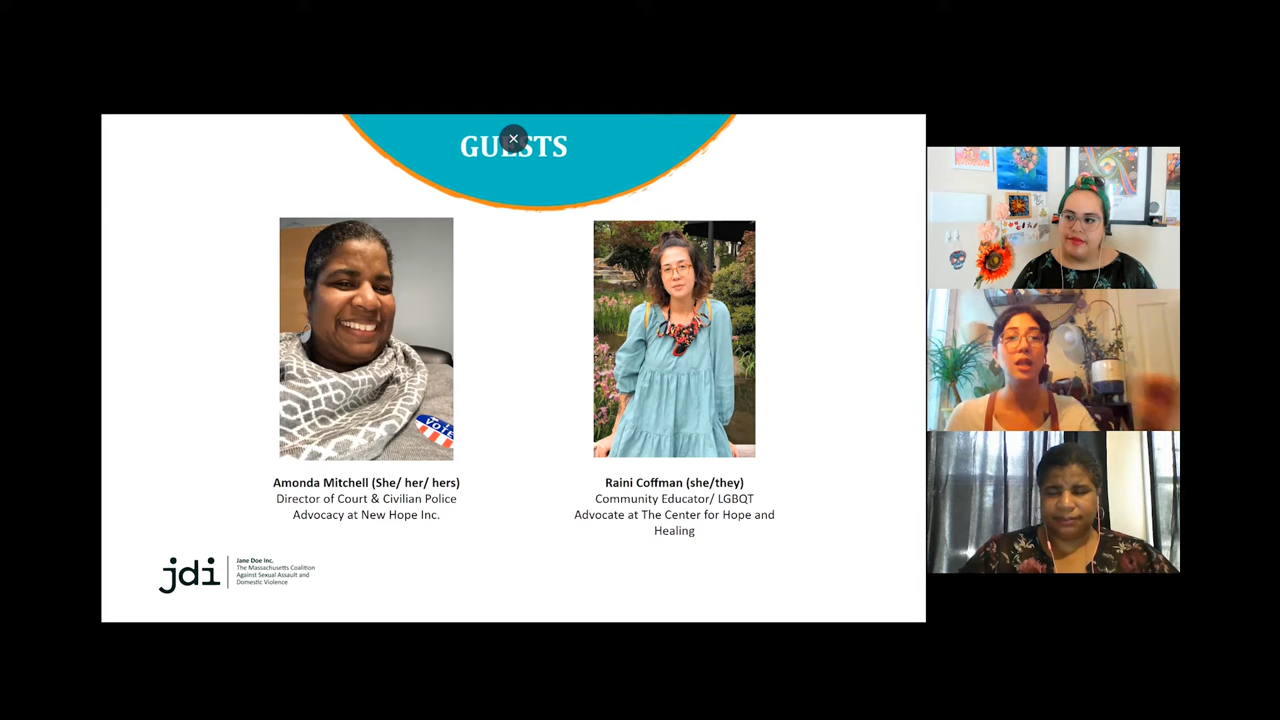 GUESTS
VOTE
Amonda Mitchell (She/ her/ hers)
Director of Court & Civilian Police
Advocacy at New Hope Inc.
Raini Coffman (she/they)
Community Educator/ LGBQT
Advocate at The Center for Hope and
Healing
jdi
Jane Doe Inc.
The Massachusetts Coalition
Against Sexual Assault and
Domestic Violence